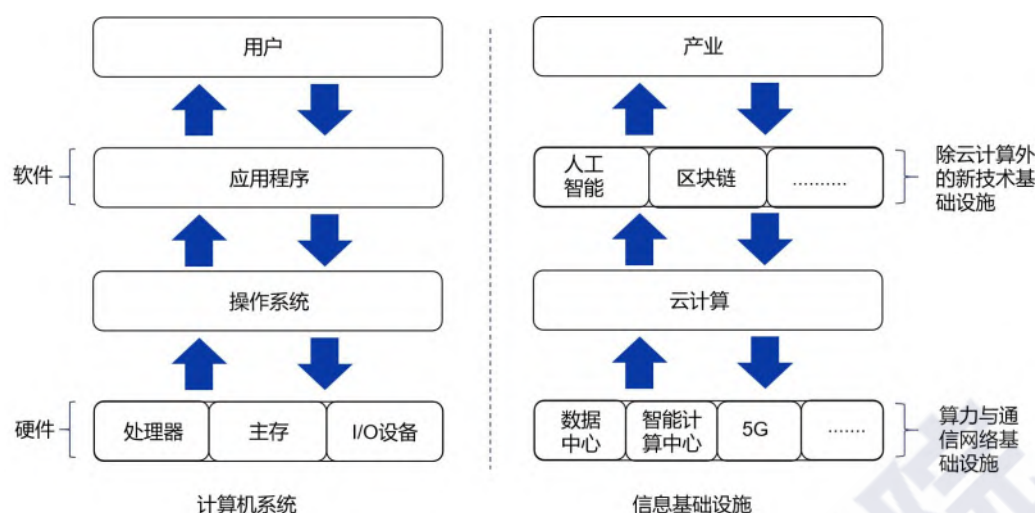 用户
产业
软件
应用程序
人工
智能
区块链
..........
除云计算外
的新技术基
础设施
操作系统
云计算
硬件
处理器
主存
I/O设备
数据
中心
智能计
算中心
5G
.......
算力与通
信网络基
础设施
计算机系统
信息基础设施
院